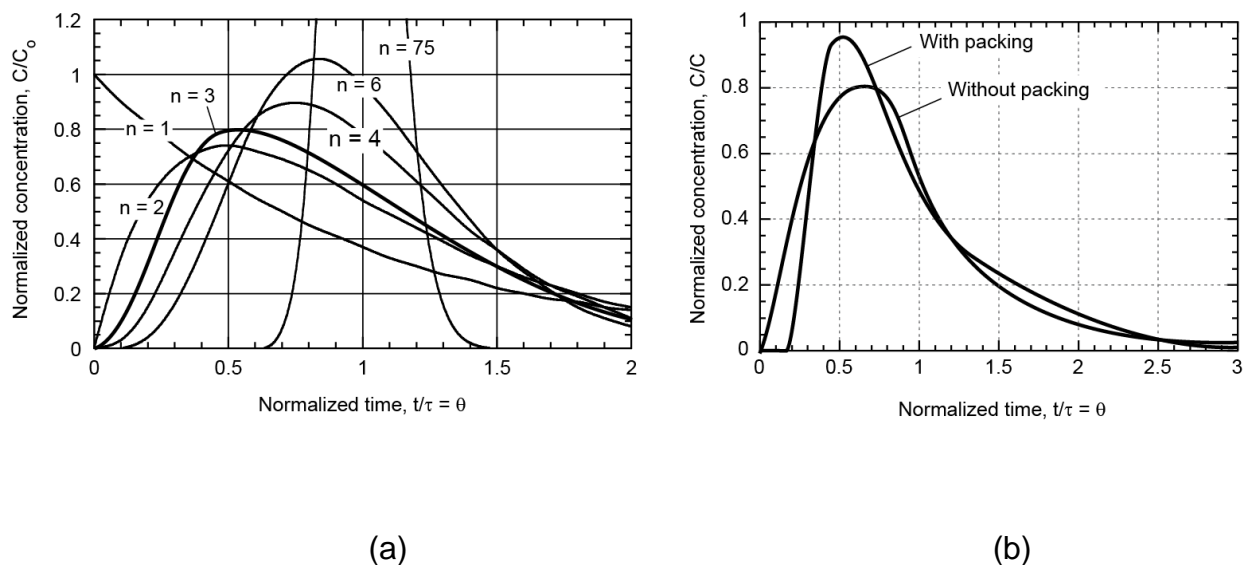 1.2
1
0.8
0.6
0.4
0.2
0
Normalized concentration, C/Co
n = 75
n = 6
n = 3
n = 1
n = 4
n = 2
0
0.5
1
1.5
2
Normalized time, t/τ = θ
(a)
1
0.8
0.6
0.4
0.2
0
Normalized concentration, C/C
With packing
Without packing
0
0.5
1
1.5
2
2.5
3
Normalized time, t/τ = θ
(b)